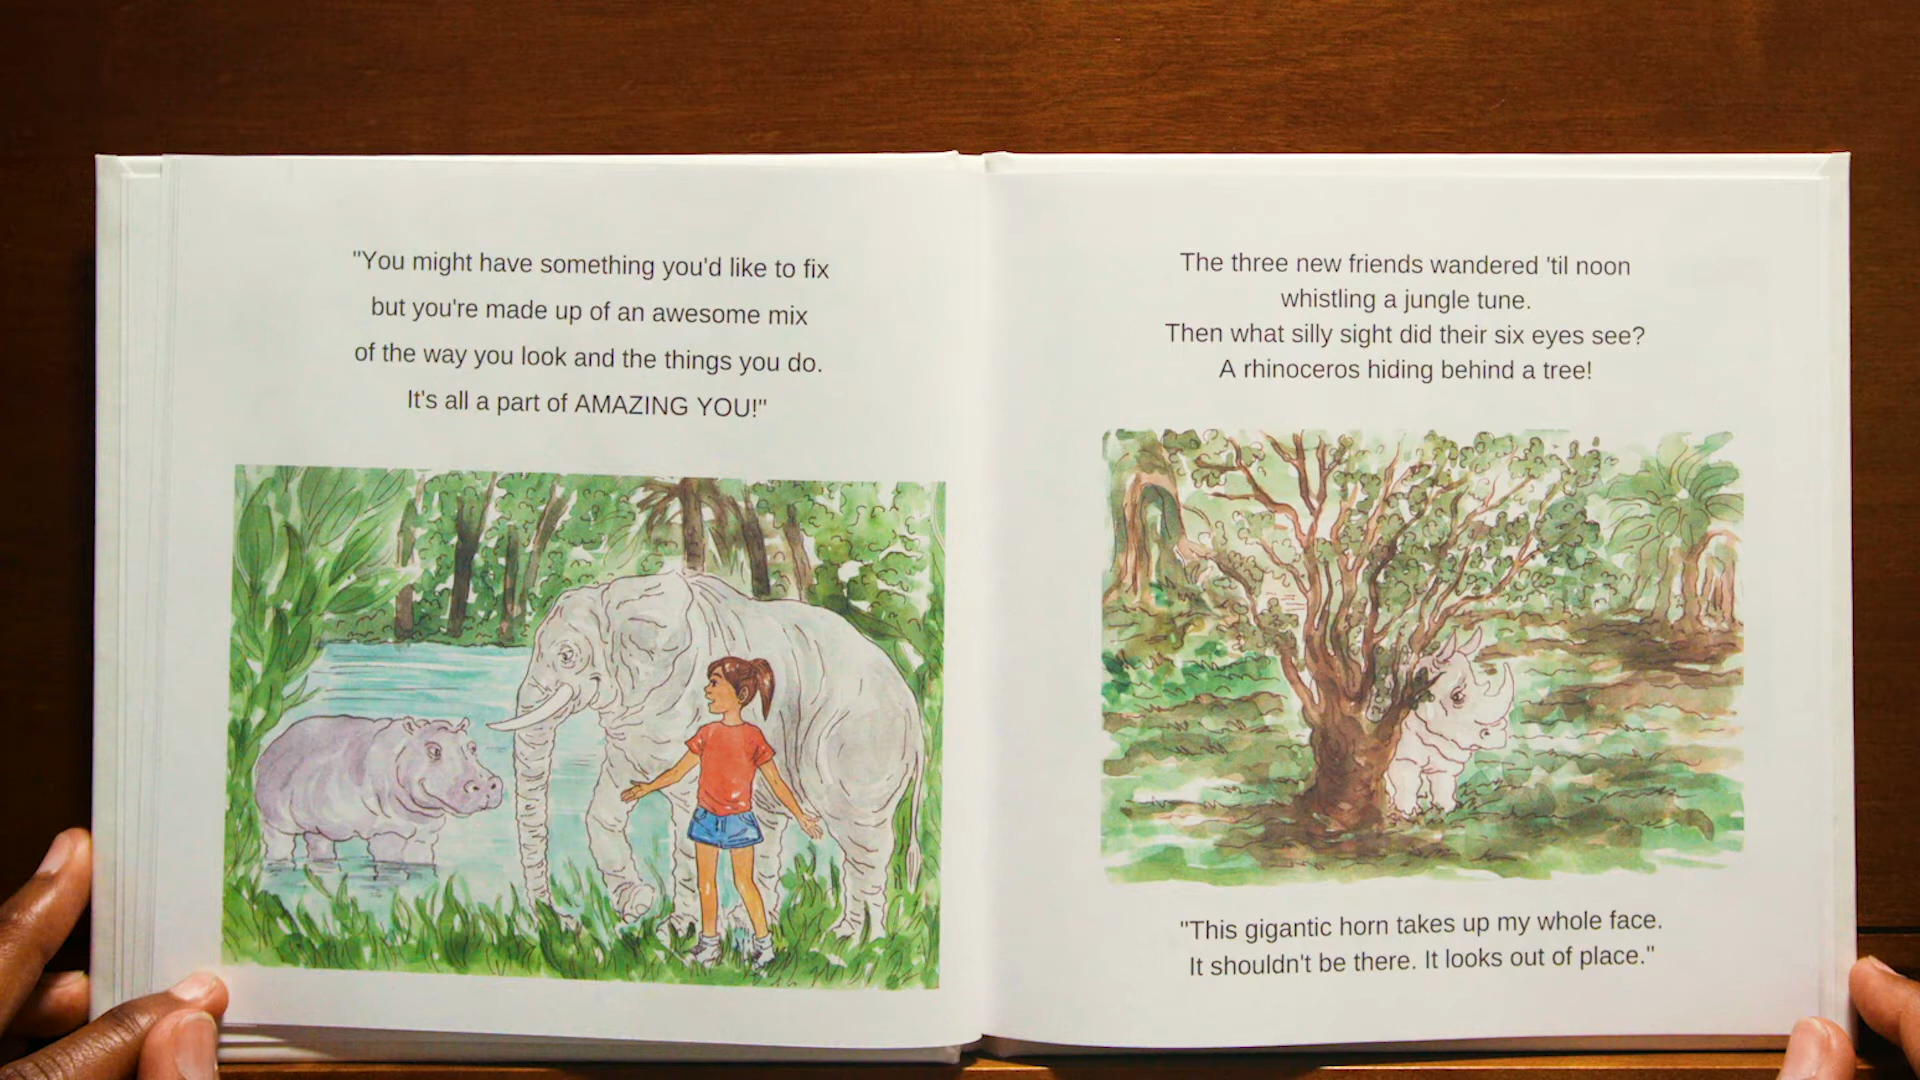 "You might have something you'd like to fix
but you're made up of an awesome mix
of the way you look and the things you do.
It's all a part of AMAZING YOU!"
The three new friends wandered 'til noon
whistling a jungle tune.
Then what silly sight did their six eyes see?
A rhinoceros hiding behind a tree!
"This gigantic horn takes up my whole face.
It shouldn't be there. It looks out of place."